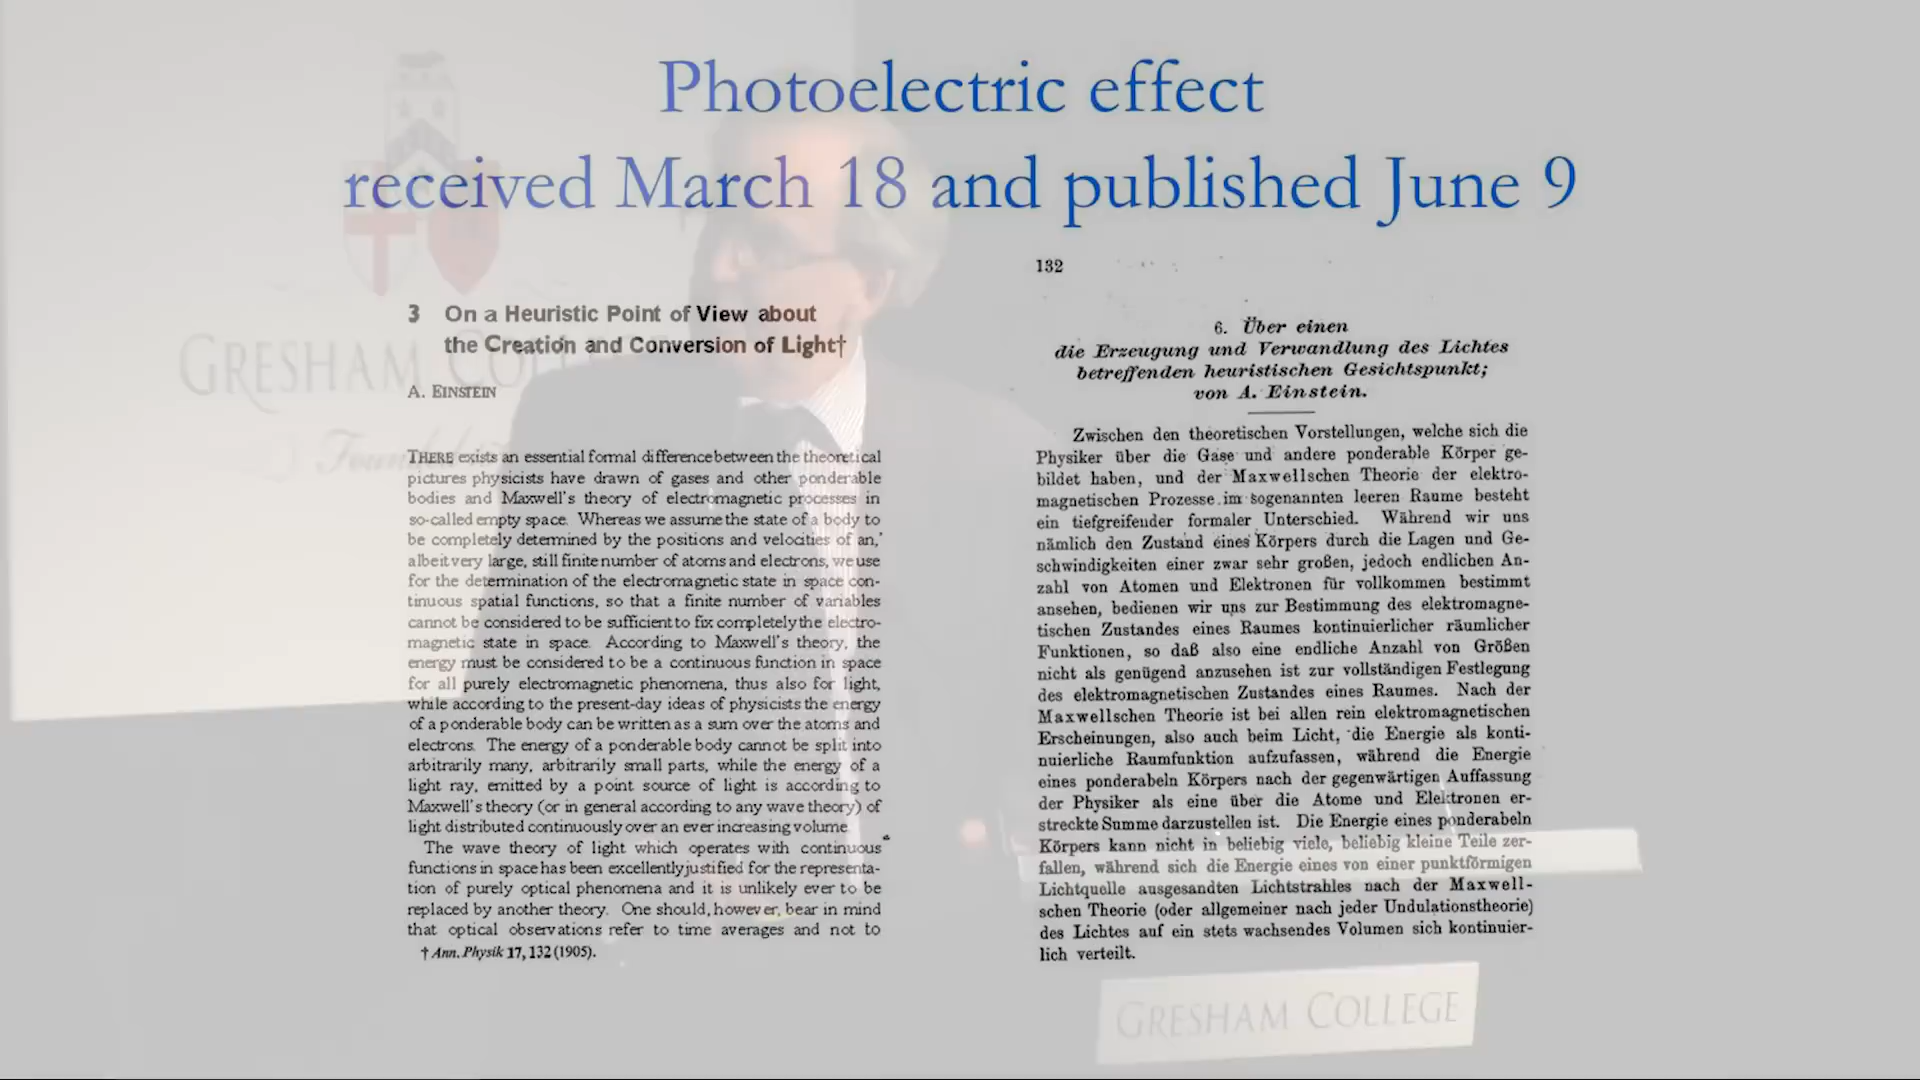 Photoelectric effect
received March 18 and published June 9
GRESHAM COL
3 On a Heuristic Point of View about
the Creation and Conversion of Light†
A. EINSTEIN
THERE exists an essential formal difference between the theoretical
pictures physicists have drawn of gases and other ponderable
bodies and Maxwell's theory of electromagnetic processes in
so-called empty space. Whereas we assume the state of a body to
be completely determined by the positions and velocities of an,
albeit very large, still finite number of atoms and electrons, we use
for the determination of the electromagnetic state in space con-
tinuous spatial functions, so that a finite number of variables
cannot be considered to be sufficient to fix completely the electro-
magnetic state in space. According to Maxwell's theory, the
energy must be considered to be a continuous function in space
for all purely electromagnetic phenomena, thus also for light,
while according to the present-day ideas of physicists the energy
of a ponderable body can be written as a sum over the atoms and
electrons. The energy of a ponderable body cannot be split into
arbitrarily many, arbitrarily small parts, while the energy of a
light ray, emitted by a point source of light is according to
Maxwell's theory (or in general according to any wave theory) of
light distributed continuously over an ever increasing volume.
The wave theory of light which operates with continuous
functions in space has been excellently justified for the representa-
tion of purely optical phenomena and it is unlikely ever to be
replaced by another theory. One should, however, bear in mind
that optical observations refer to time averages and not to
† Ann. Physik 17, 132 (1905).
132
6. Über einen
die Erzeugung und Verwandlung des Lichtes
betreffenden heuristischen Gesichtspunkt;
von A. Einstein.
Zwischen den theoretischen Vorstellungen, welche sich die
Physiker über die Gase und andere ponderable Körper ge-
bildet haben, und der Maxwellschen Theorie der elektro-
magnetischen Prozesse im sogenannten leeren Raume besteht
ein tiefgreifender formaler Unterschied. Während wir uns
nämlich den Zustand eines Körpers durch die Lagen und Ge-
schwindigkeiten einer zwar sehr großen, jedoch endlichen An-
zahl von Atomen und Elektronen für vollkommen bestimmt
ansehen, bedienen wir uns zur Bestimmung des elektromagne-
tischen Zustandes eines Raumes kontinuierlicher räumlicher
Funktionen, so daß also eine endliche Anzahl von Größen
nicht als genügend anzusehen ist zur vollständigen Festlegung
des elektromagnetischen Zustandes eines Raumes. Nach der
Maxwellschen Theorie ist bei allen rein elektromagnetischen
Erscheinungen, also auch beim Licht, die Energie als konti-
nuierliche Raumfunktion aufzufassen, während die Energie
eines ponderabeln Körpers nach der gegenwärtigen Auffassung
der Physiker als eine über die Atome und Elektronen er-
streckte Summe darzustellen ist. Die Energie eines ponderabeln
Körpers kann nicht in beliebig viele, beliebig kleine Teile zer-
fallen, während sich die Energie eines von einer punktförmigen
Lichtquelle ausgesandten Lichtstrahles nach der Maxwell-
schen Theorie (oder allgemeiner nach jeder Undulationstheorie)
des Lichtes auf ein stets wachsendes Volumen sich kontinuier-
lich verteilt.
GRESHAM COLLEGE